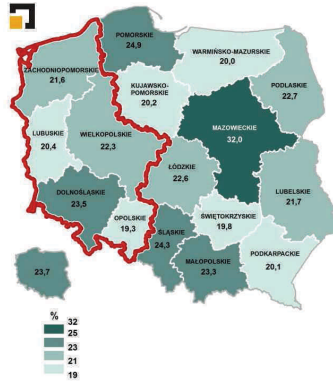 POMORSKIE
24,9
WARMIŃSKO-MAZURSKIE
20,0
ZACHODNIOPOMORSKIE
21,6
KUJAWSKO-
POMORSKIE
20,2
PODLASKIE
22,7
MAZOWIECKIE
32,0
LUBUSKIE
20,4
WIELKOPOLSKIE
22,3
ŁÓDZKIE
22,6
LUBELSKIE
21,7
DOLNOŚLĄSKIE
23,5
OPOLSKIE
19,3
ŚLĄSKIE
24,3
ŚWIĘTOKRZYSKIE
19,8
MAŁOPOLSKIE
23,3
PODKARPACKIE
20,1
23,7
%
32
25
23
21
19